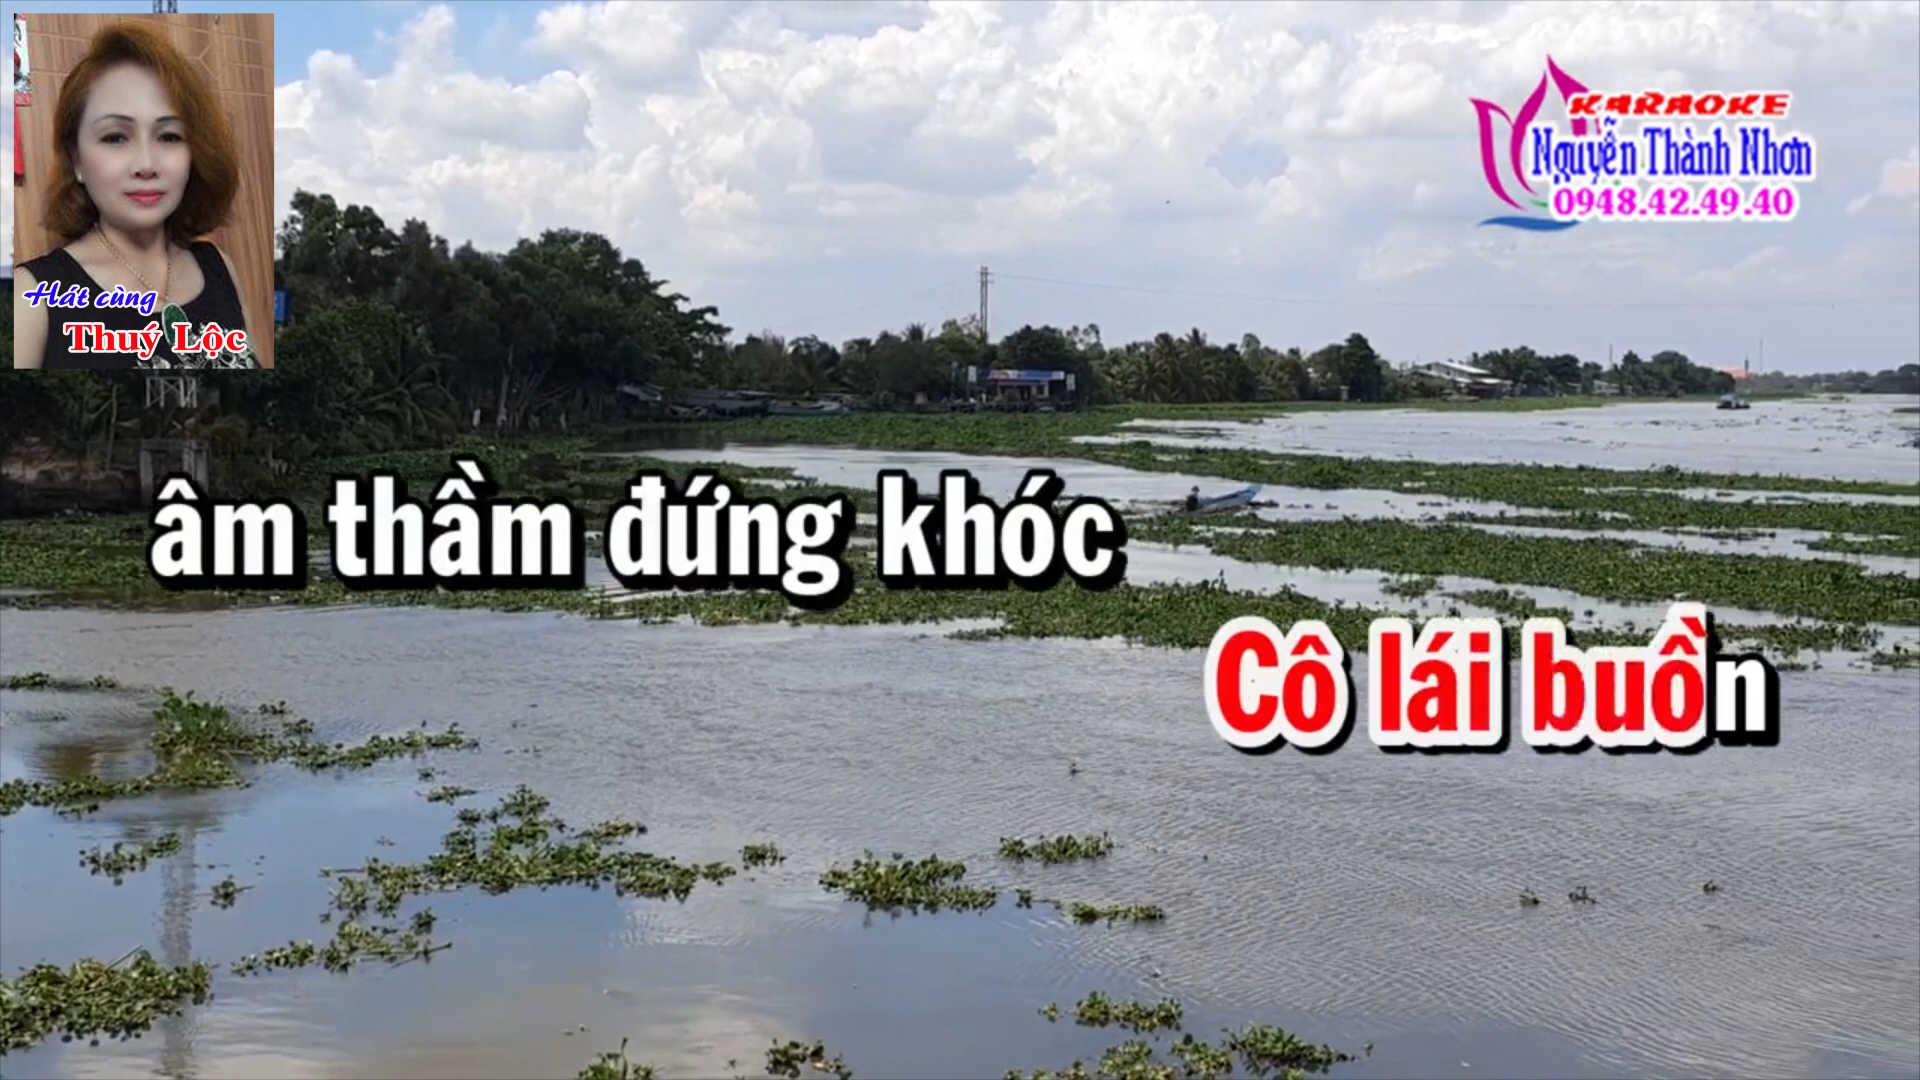 KARAOKE
Nguyễn Thành Nhơn
0948.42.49.40
Hát cùng
Thuý Lộc
âm thầm đứng khóc
Cô lái buồn